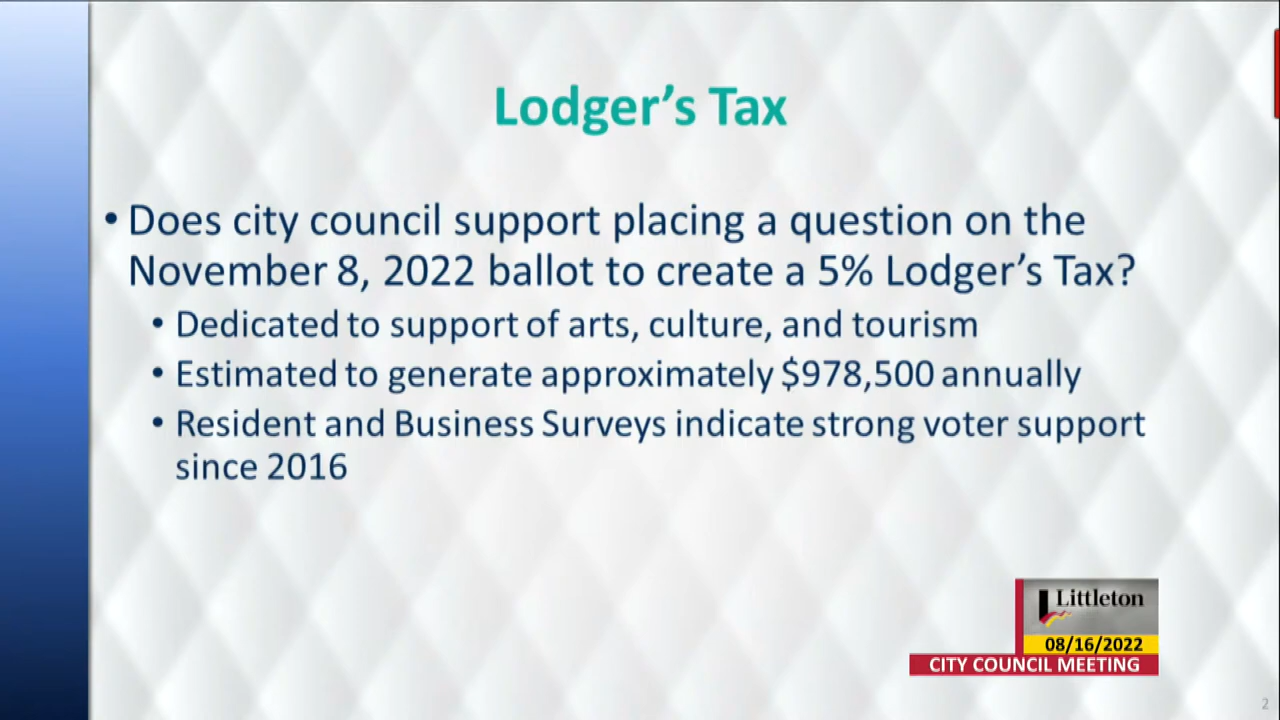 Lodger's Tax
• Does city council support placing a question on the
November 8, 2022 ballot to create a 5% Lodger's Tax?
• Dedicated to support of arts, culture, and tourism
• Estimated to generate approximately $978,500 annually
• Resident and Business Surveys indicate strong voter support
since 2016
Littleton
08/16/2022
CITY COUNCIL MEETING
2